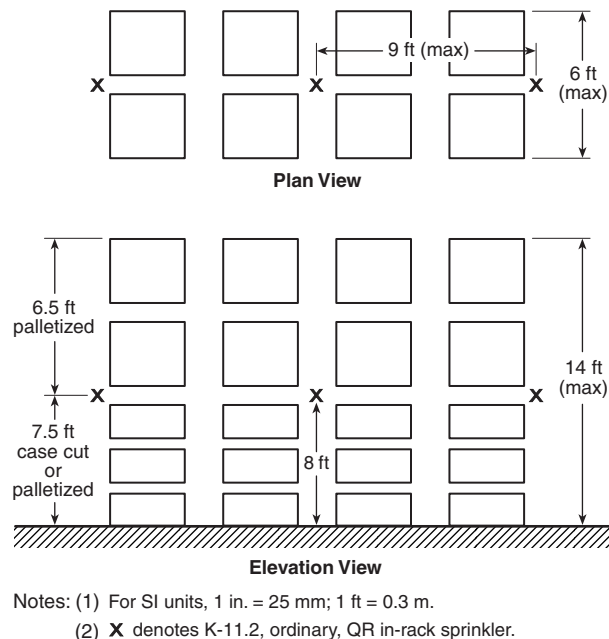 9 ft (max)
X X X
6 ft
(max)
Plan View
6.5 ft
palletized
14 ft
(max)
X X X
7.5 ft
case cut
or
palletized
8 ft
Elevation View
Notes: (1) For SI units, 1 in. = 25 mm; 1 ft = 0.3 m.
(2) X denotes K-11.2, ordinary, QR in-rack sprinkler.